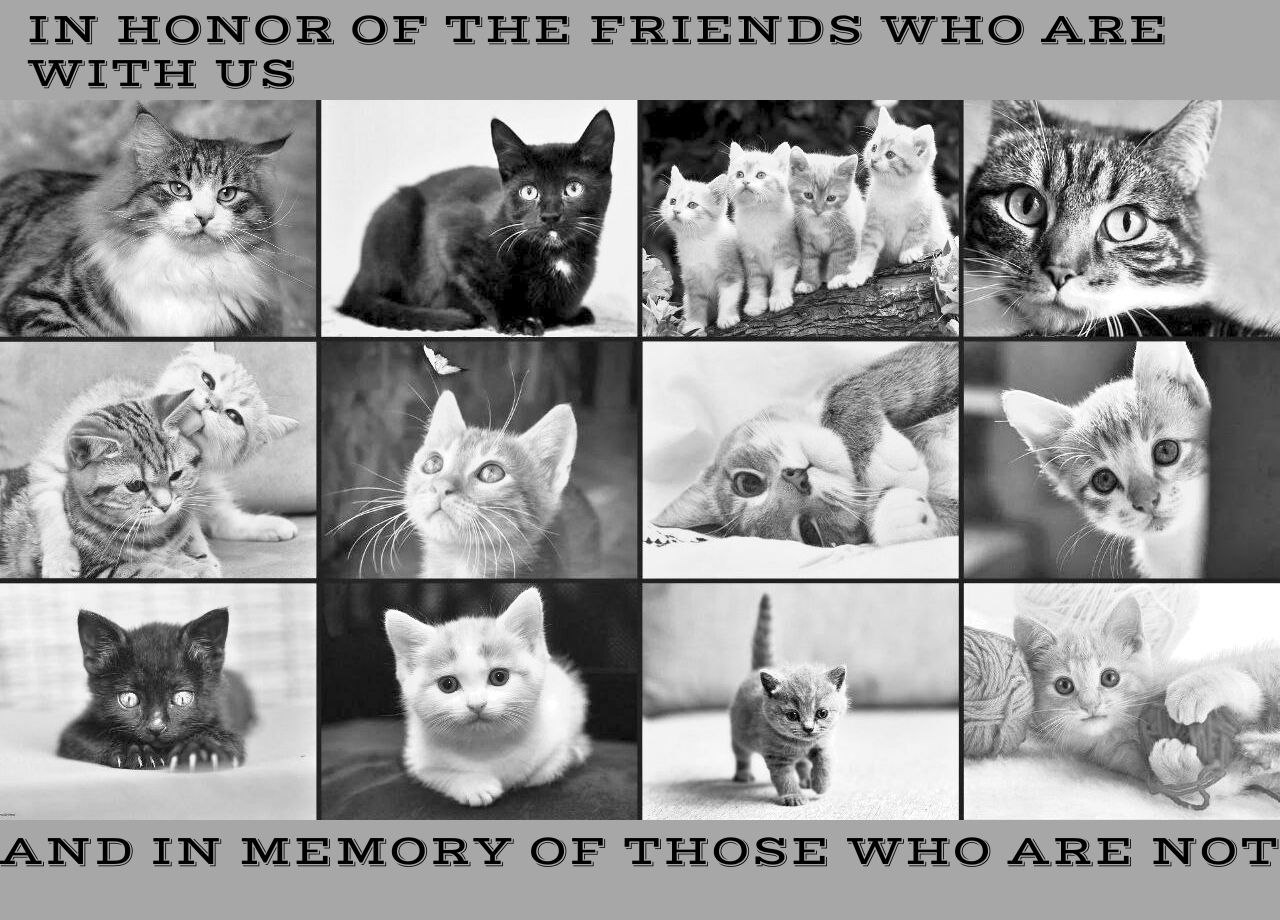 IN HONOR OF THE FRIENDS WHO ARE
WITH US
AND IN MEMORY OF THOSE WHO ARE NOT